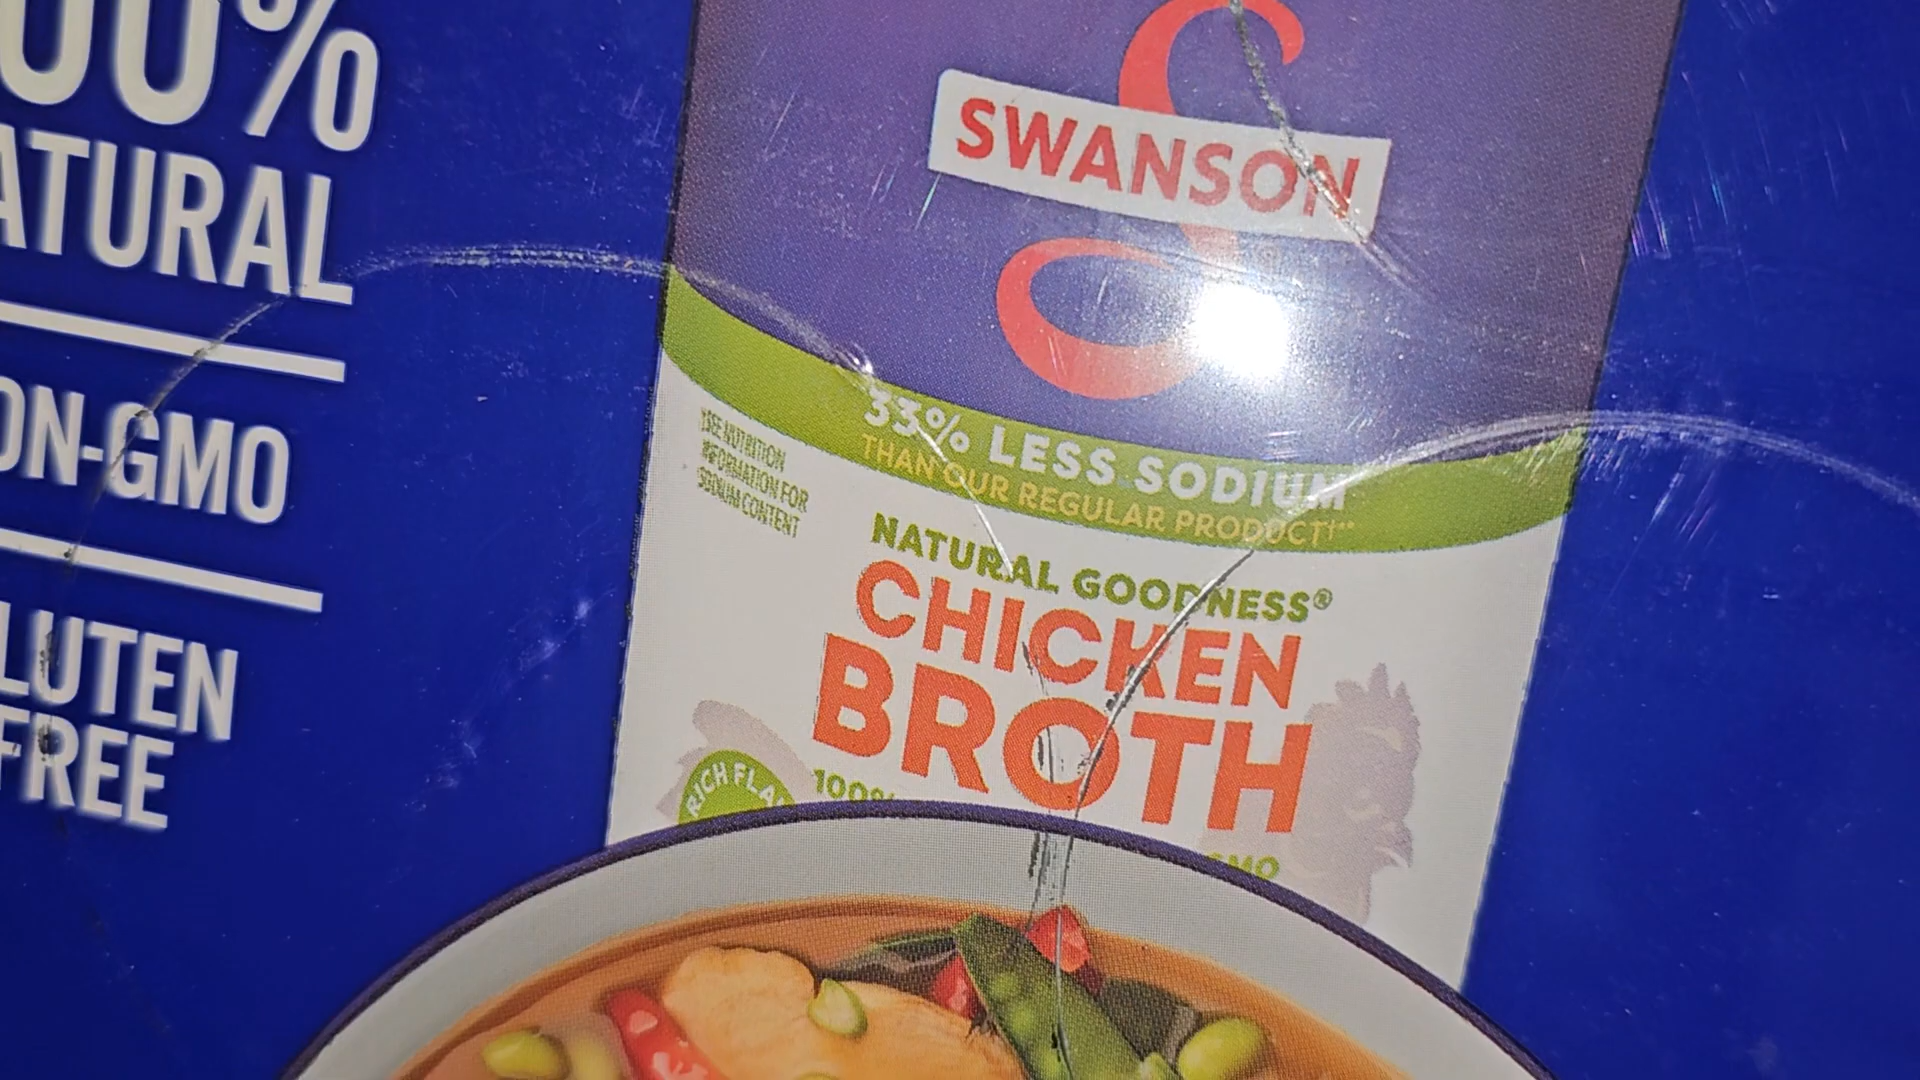 00%
ATURAL
ON-GMO
LUTEN
FREE
SWANSON
33% LESS SODIUM
THAN OUR REGULAR PRODUCT†**
†SEE NUTRITION
INFORMATION FOR
SODIUM CONTENT
NATURAL GOODNESS®
CHICKEN
BROTH
RICH FLA
100%
GMO